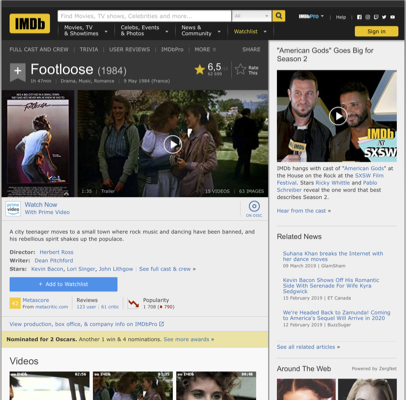 IMDb
Find Movies, TV shows, Celebrities and more...
All
IMDbPro
Help
Movies, TV
& Showtimes
Celebs, Events
& Photos
News &
Community
Watchlist
Sign in
FULL CAST AND CREW | TRIVIA | USER REVIEWS | IMDbPro | MORE
SHARE
Footloose (1984)
1h 47min | Drama, Music, Romance | 9 May 1984 (France)
6,5
Rate
This
1:35 | Trailer
15 VIDEOS | 63 IMAGES
prime
video
Watch Now
With Prime Video
ON DISC
A city teenager moves to a small town where rock music and dancing have been banned, and
his rebellious spirit shakes up the populace.
Director: Herbert Ross
Writer: Dean Pitchford
Stars: Kevin Bacon, Lori Singer, John Lithgow | See full cast & crew »
+ Add to Watchlist
Metascore
From metacritic.com
Reviews
123 user | 61 critic
Popularity
1 708 (790)
View production, box office, & company info on IMDbPro
Nominated for 2 Oscars. Another 1 win & 4 nominations. See more awards »
Videos
"American Gods" Goes Big for
Season 2
IMDb
at
SXSW
IMDb hangs with cast of "American Gods" at
the House on the Rock at the SXSW Film
Festival. Stars Ricky Whittle and Pablo
Schreiber reveal the one word that best
describes Season 2.
Hear from the cast »
Related News
Suhana Khan breaks the Internet with
her dance moves
09 March 2019 | GlamSham
Kevin Bacon Shows Off His Romantic
Side With Serenade For Wife Kyra
Sedgwick
15 February 2019 | ET Canada
We're Headed Back to Zamunda! Coming
to America's Sequel Will Arrive in 2020
12 February 2019 | BuzzSugar
See all related articles »
Around The Web
Powered by ZergNet